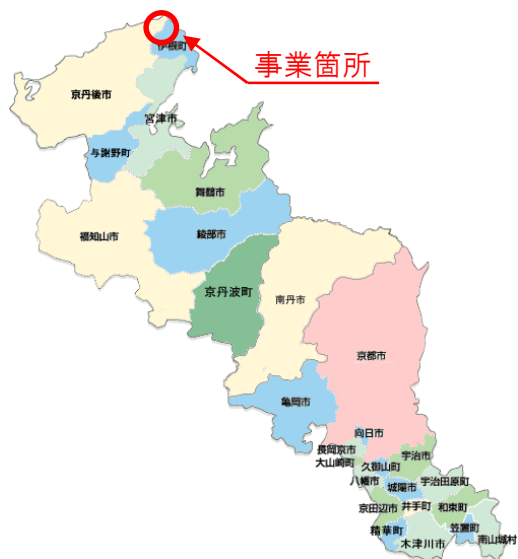 伊根町
事業箇所
京丹後市
宮津市
与謝野町
舞鶴市
福知山市
綾部市
京丹波町
南丹市
京都市
亀岡市
向日市
長岡京市
大山崎町
宇治市
久御山町
八幡市
城陽市
宇治田原町
京田辺市
井手町
和束町
精華町
笠置町
木津川市
南山城村